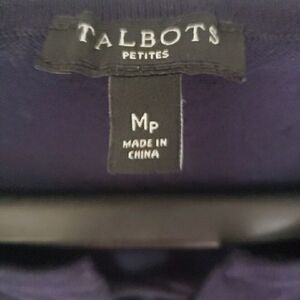 TALBOTS
PETITES
MP
MADE IN
CHINA